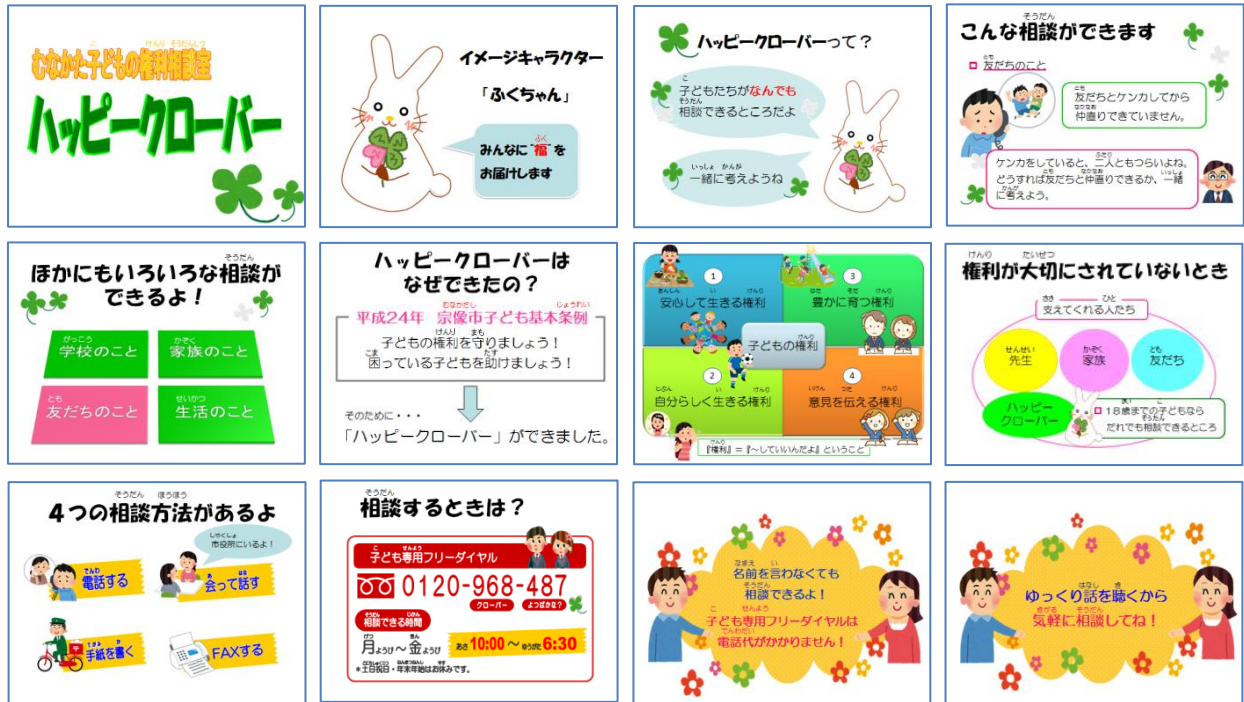 むなかた子どもの権利相談室
ハッピークローバー
イメージキャラクター
「ふくちゃん」
みんなに“福”を
お届けします
ハッピークローバーって？
子どもたちがなんでも
相談できるところだよ
一緒に考えようね
こんな相談ができます
友だちのこと
友だちとケンカしてから
仲直りできていません。
ケンカをしていると、二人ともつらいよね。
どうすれば友だちと仲直りできるか、一緒
に考えよう。
ほかにもいろいろな相談が
できるよ！
学校のこと
家族のこと
友だちのこと
生活のこと
ハッピークローバーは
なぜできたの？
平成24年 宗像市子ども基本条例
子どもの権利を守りましょう！
困っている子どもを助けましょう！
そのために・・・
「ハッピークローバー」ができました。
1
安心して生きる権利
3
豊かに育つ権利
子どもの権利
2
自分らしく生きる権利
4
意見を伝える権利
『権利』＝『～していいんだよ』ということ
権利が大切にされていないとき
支えてくれる人たち
先生
家族
友だち
ハッピー
クローバー
18歳までの子どもなら
だれでも相談できるところ
4つの相談方法があるよ
市役所にいるよ！
電話する
会って話す
手紙を書く
FAXする
相談するときは？
子ども専用フリーダイヤル
0120-968-487
クローバー
よつばかな？
相談できる時間
月ようび～金ようび
あさ10:00～ゆうがた6:30
*土日祝日・年末年始はお休みです。
名前を言わなくても
相談できるよ！
子ども専用フリーダイヤルは
電話代がかかりません！
ゆっくり話を聴くから
気軽に相談してね！